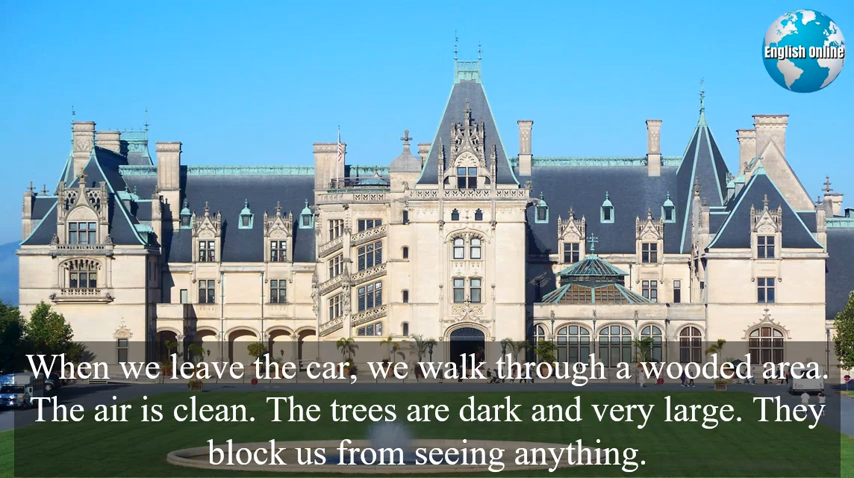 English Online
When we leave the car, we walk through a wooded area.
The air is clean. The trees are dark and very large. They
block us from seeing anything.